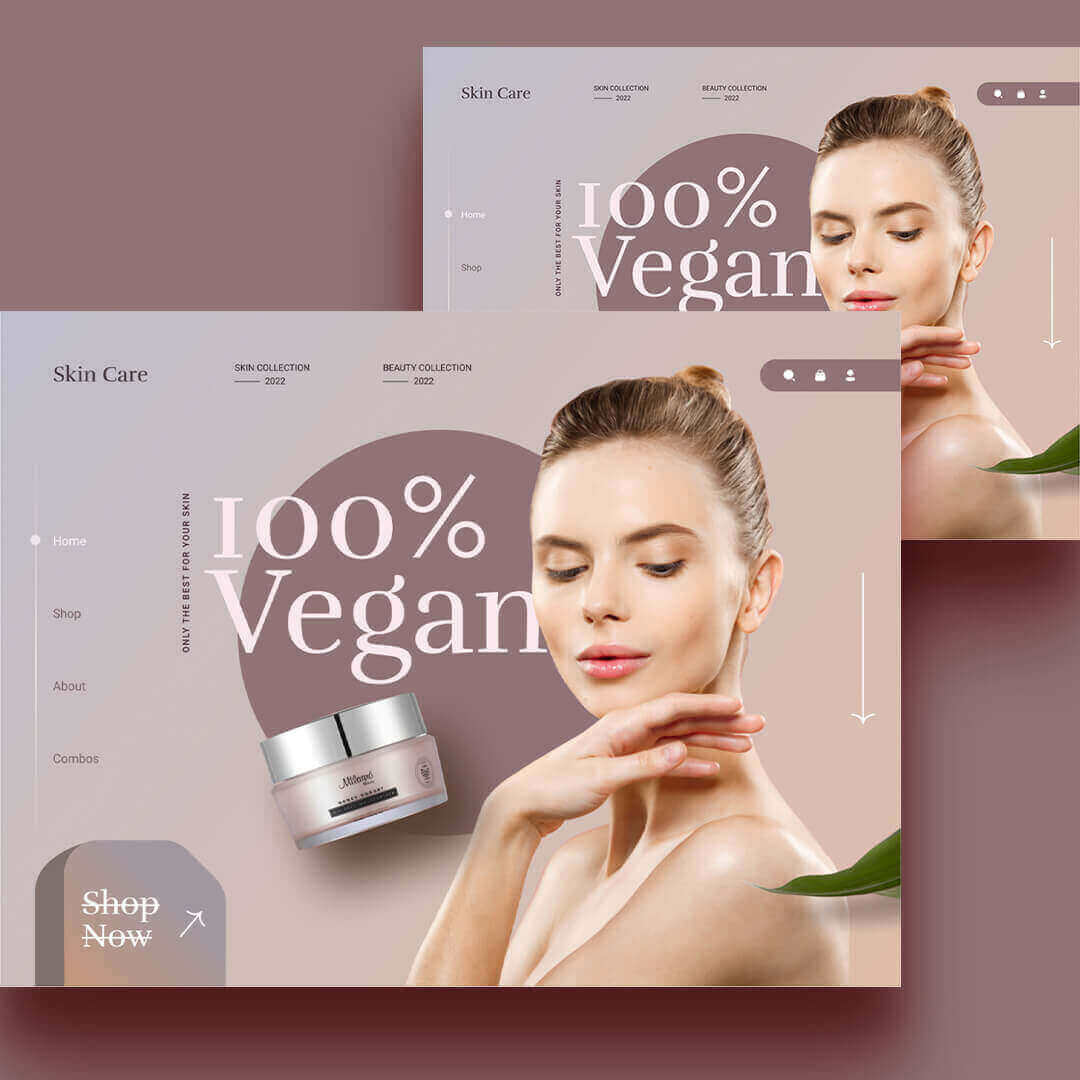 Skin Care
SKIN COLLECTION
2022
BEAUTY COLLECTION
2022
ONLY THE BEST FOR YOUR SKIN
100%
Vegan
Home
Shop
Skin Care
SKIN COLLECTION
2022
BEAUTY COLLECTION
2022
ONLY THE BEST FOR YOUR SKIN
100%
Vegan
Home
Shop
About
Combos
Shop
Now